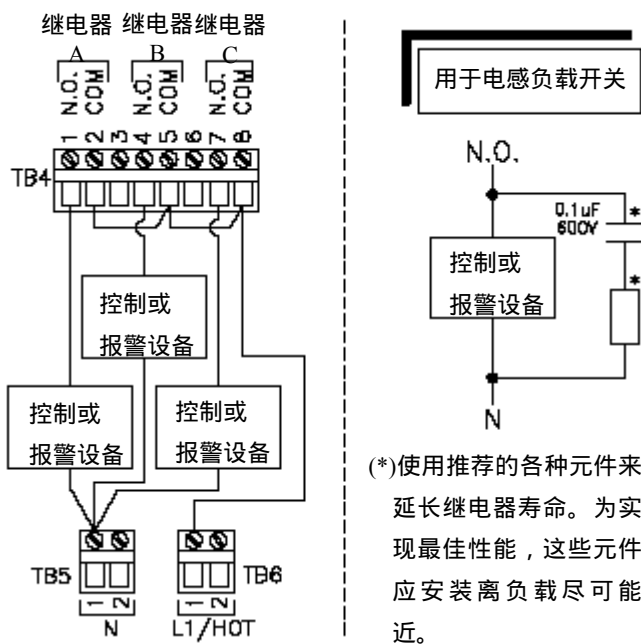 继电器 继电器 继电器
A B C
N.O. COM N.O. COM N.O. COM
1 2 3 4 5 6 7 8
TB4
控制或
报警设备
控制或
报警设备
控制或
报警设备
TB5 TB6
1 2 1 2
N L1/HOT
用于电感负载开关
N.O.
0.1uF *
600V
*
控制或
报警设备
N
(*)使用推荐的各种元件来
延长继电器寿命。为实
现最佳性能，这些元件
应安装离负载尽可能
近。